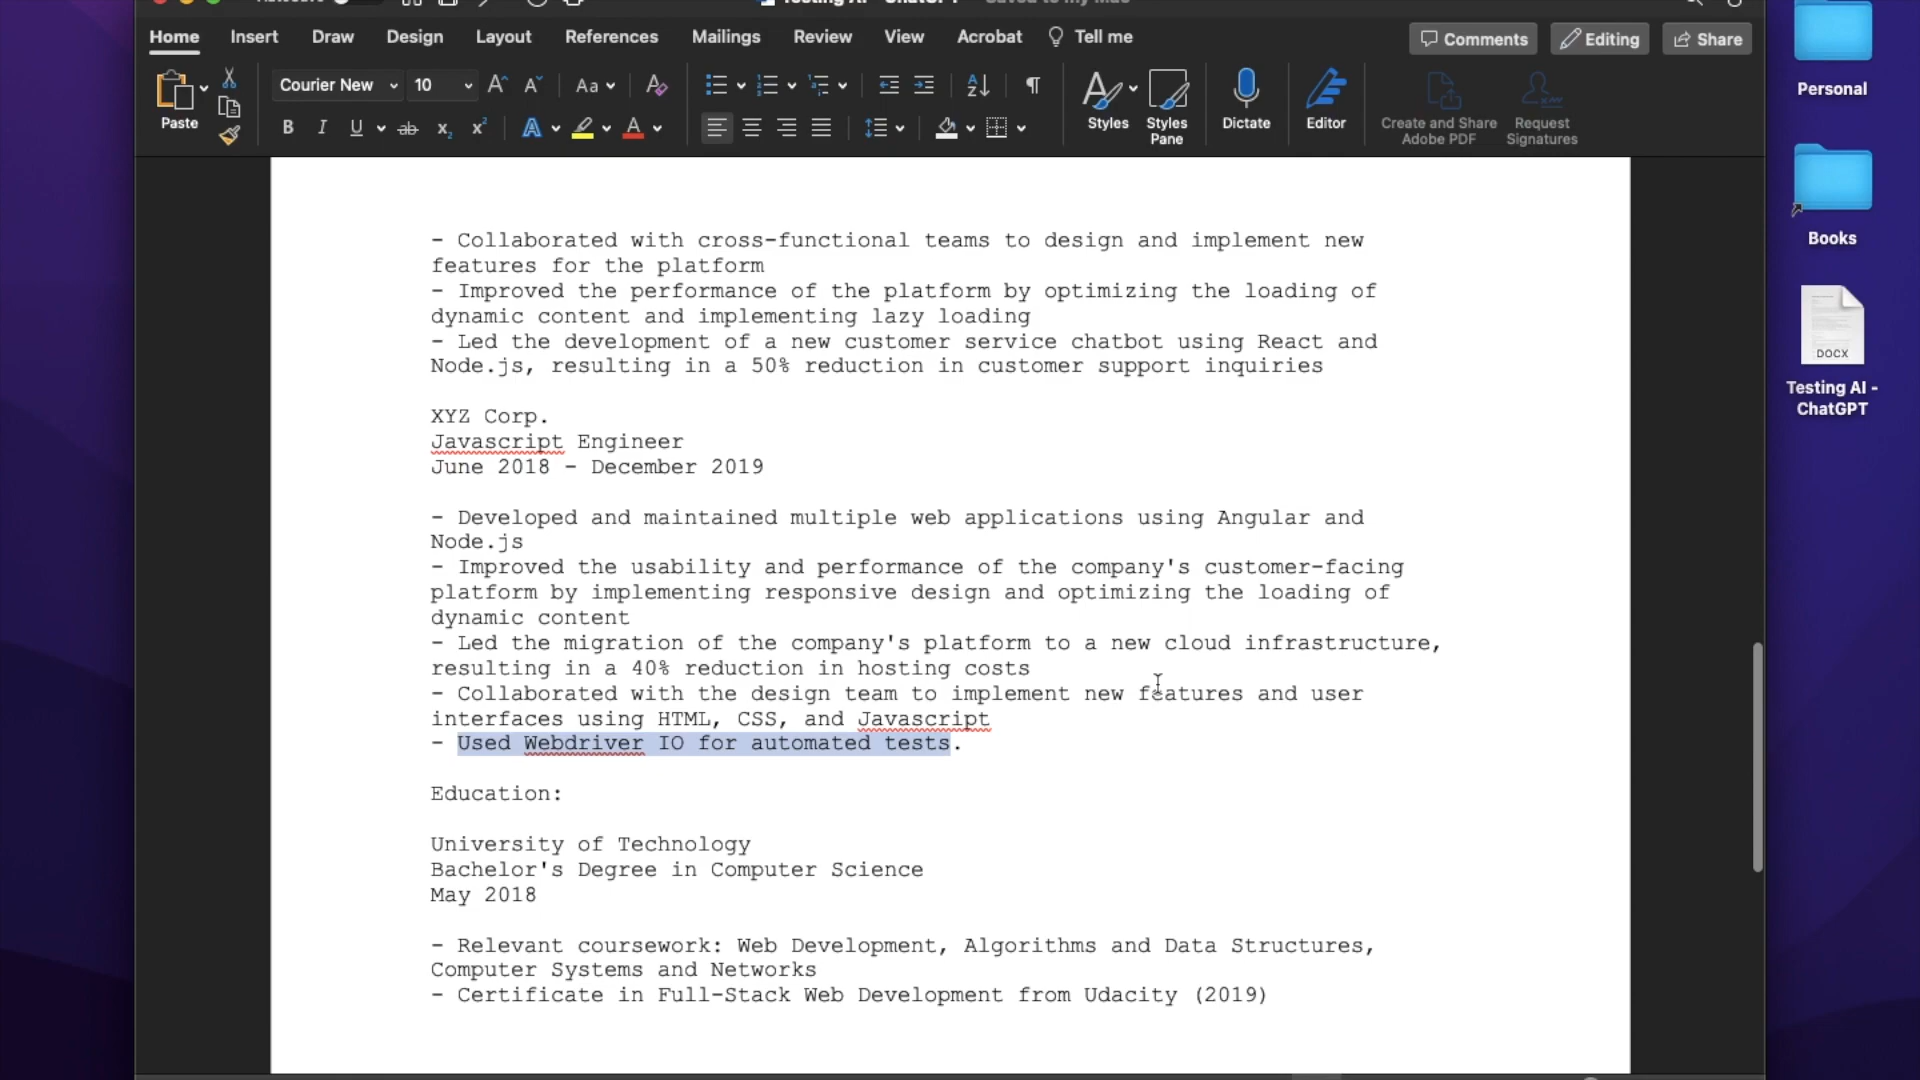 Testing AI - ChatGPT — Saved to my Mac
Home Insert Draw Design Layout References Mailings Review View Acrobat Tell me
Comments Editing Share
Courier New 10 Aa
Paste
Styles Styles Pane Dictate Editor Create and Share Adobe PDF Request Signatures
- Collaborated with cross-functional teams to design and implement new
features for the platform
- Improved the performance of the platform by optimizing the loading of
dynamic content and implementing lazy loading
- Led the development of a new customer service chatbot using React and
Node.js, resulting in a 50% reduction in customer support inquiries
XYZ Corp.
Javascript Engineer
June 2018 - December 2019
- Developed and maintained multiple web applications using Angular and
Node.js
- Improved the usability and performance of the company's customer-facing
platform by implementing responsive design and optimizing the loading of
dynamic content
- Led the migration of the company's platform to a new cloud infrastructure,
resulting in a 40% reduction in hosting costs
- Collaborated with the design team to implement new features and user
interfaces using HTML, CSS, and Javascript
- Used Webdriver IO for automated tests.
Education:
University of Technology
Bachelor's Degree in Computer Science
May 2018
- Relevant coursework: Web Development, Algorithms and Data Structures,
Computer Systems and Networks
- Certificate in Full-Stack Web Development from Udacity (2019)
Personal
Books
DOCX
Testing AI -
ChatGPT